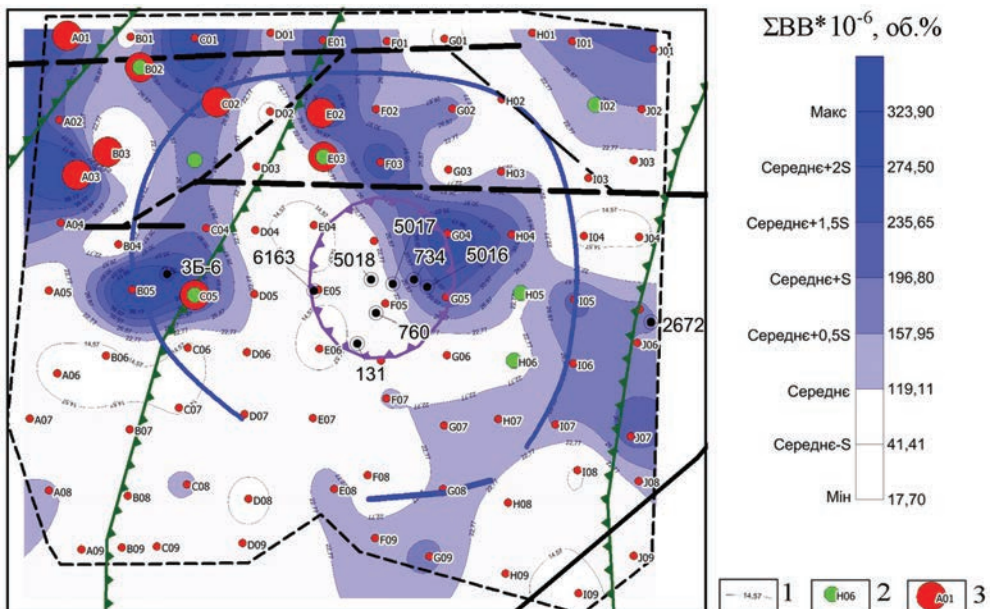 ΣВВ*10⁻⁶, об.%
Макс 323,90
Середнє+2S 274,50
Середнє+1,5S 235,65
Середнє+S 196,80
Середнє+0,5S 157,95
Середнє 119,11
Середнє-S 41,41
Мін 17,70
A01 B01 C01 D01 E01 F01 G01 H01 I01 J01
B02
A02 C02 D02 E02 F02 G02 H02 I02 J02
A03 B03 D03 E03 F03 G03 H03 I03 J03
A04 B04 C04 D04 E04 G04 H04 I04 J04
5017
6163 5018 734 5016
ЗБ-6
A05 B05 C05 D05 E05 F05 G05 H05 I05
760 2672
131
A06 B06 C06 D06 E06 G06 H06 I06 J06
A07 B07 C07 D07 E07 F07 G07 H07 I07 J07
A08 B08 C08 D08 E08 F08 G08 H08 I08 J08
A09 B09 C09 D09 F09 G09 H09 I09 J09
14,57 1 H06 2 A01 3